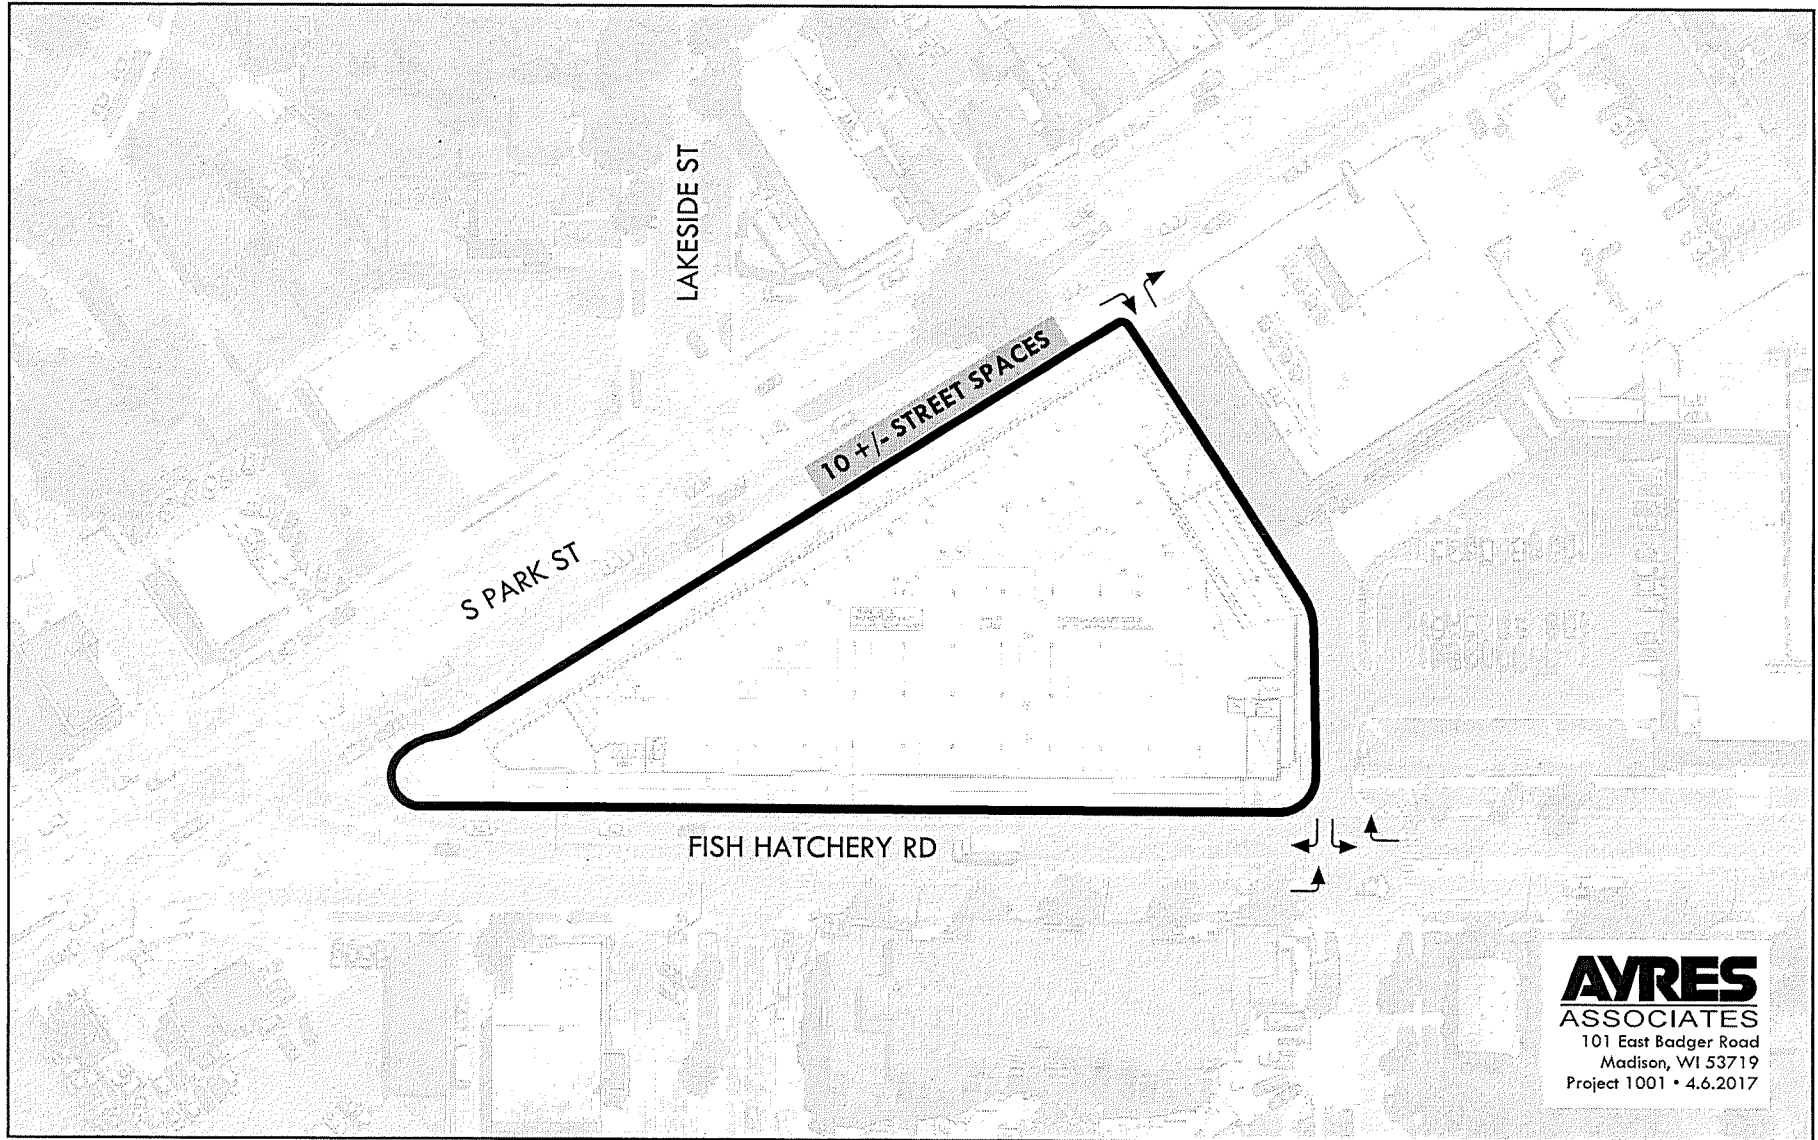 LAKESIDE ST
10 +/- STREET SPACES
S PARK ST
FISH HATCHERY RD
AYRES
ASSOCIATES
101 East Badger Road
Madison, WI 53719
Project 1001 • 4.6.2017